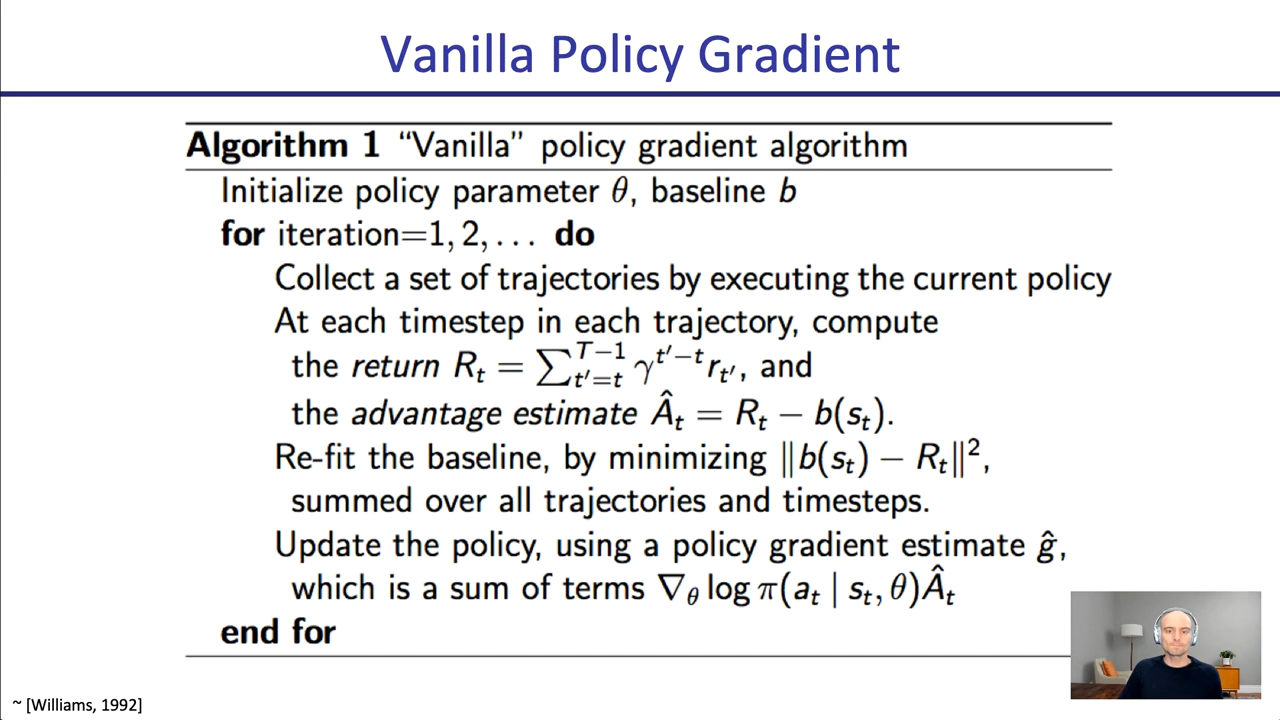 Vanilla Policy Gradient
Algorithm 1 “Vanilla” policy gradient algorithm
Initialize policy parameter θ, baseline b
for iteration=1, 2, . . . do
Collect a set of trajectories by executing the current policy
At each timestep in each trajectory, compute
the return R_t = ∑_{t'=t}^{T−1} γ^{t'−t} r_{t'}, and
the advantage estimate Â_t = R_t − b(s_t).
Re-fit the baseline, by minimizing ‖b(s_t) − R_t‖²,
summed over all trajectories and timesteps.
Update the policy, using a policy gradient estimate ĝ,
which is a sum of terms ∇_θ log π(a_t | s_t, θ)Â_t
end for
~ [Williams, 1992]